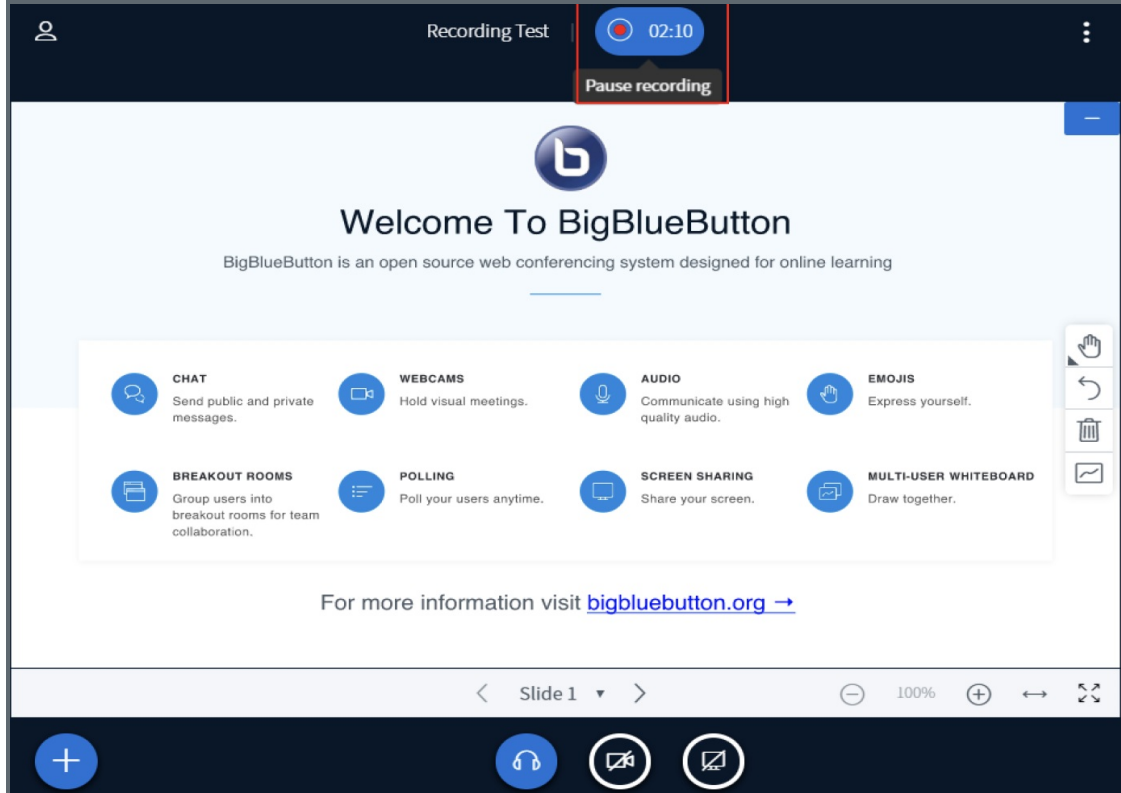 Recording Test
02:10
Pause recording
Welcome To BigBlueButton
BigBlueButton is an open source web conferencing system designed for online learning
CHAT
Send public and private
messages.
WEBCAMS
Hold visual meetings.
AUDIO
Communicate using high
quality audio.
EMOJIS
Express yourself.
BREAKOUT ROOMS
Group users into
breakout rooms for team
collaboration.
POLLING
Poll your users anytime.
SCREEN SHARING
Share your screen.
MULTI-USER WHITEBOARD
Draw together.
For more information visit bigbluebutton.org →
Slide 1
100%